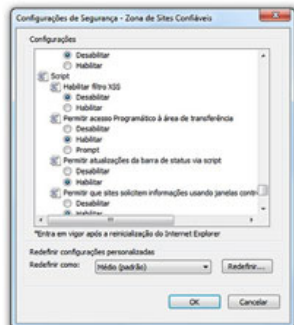 Configurações de Segurança - Zona de Sites Confiáveis
Configurações
Desabilitar
Habilitar
Script
Habilitar filtro XSS
Desabilitar
Habilitar
Permitir acesso Programático à área de transferência
Desabilitar
Habilitar
Prompt
Permitir atualizações da barra de status via script
Desabilitar
Habilitar
Permitir que sites solicitem informações usando janelas contr
Desabilitar
Habilitar
*Entra em vigor após a reinicialização do Internet Explorer
Redefinir configurações personalizadas
Redefinir como: Médio (padrão) Redefinir...
OK Cancelar